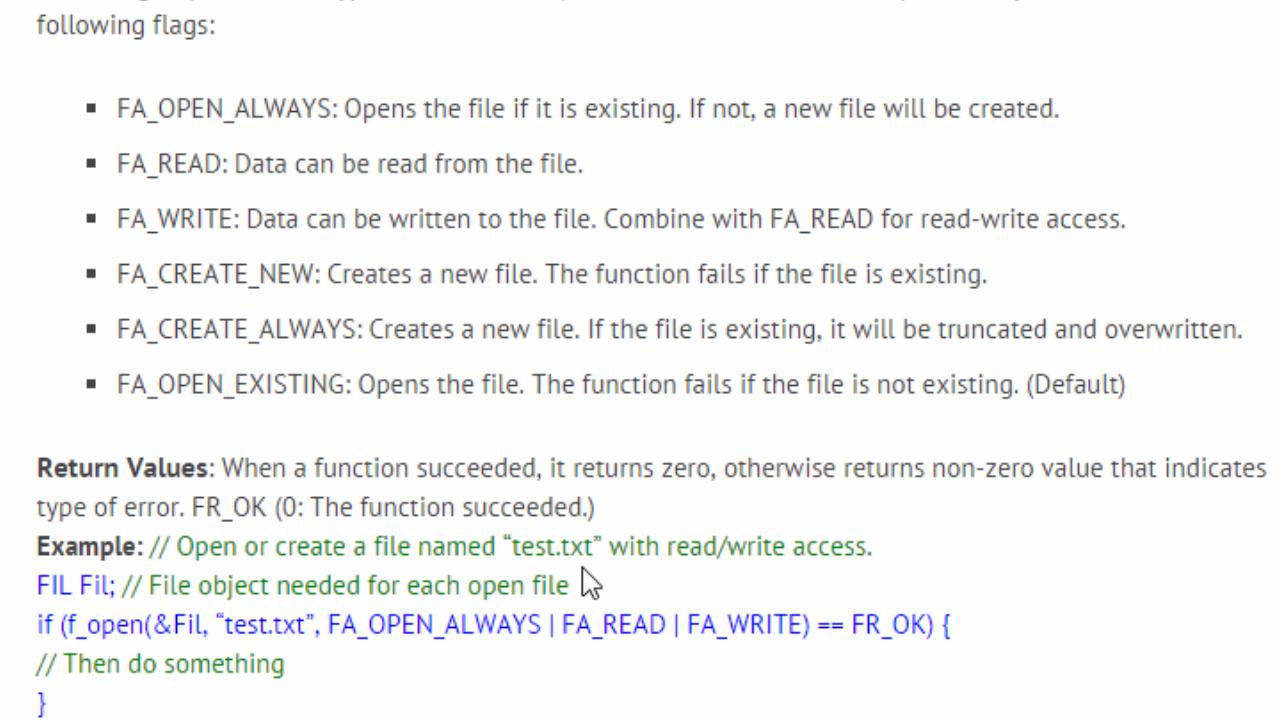 following flags:
▪ FA_OPEN_ALWAYS: Opens the file if it is existing. If not, a new file will be created.
▪ FA_READ: Data can be read from the file.
▪ FA_WRITE: Data can be written to the file. Combine with FA_READ for read-write access.
▪ FA_CREATE_NEW: Creates a new file. The function fails if the file is existing.
▪ FA_CREATE_ALWAYS: Creates a new file. If the file is existing, it will be truncated and overwritten.
▪ FA_OPEN_EXISTING: Opens the file. The function fails if the file is not existing. (Default)
Return Values: When a function succeeded, it returns zero, otherwise returns non-zero value that indicates
type of error. FR_OK (0: The function succeeded.)
Example: // Open or create a file named “test.txt” with read/write access.
FIL Fil; // File object needed for each open file
if (f_open(&Fil, “test.txt”, FA_OPEN_ALWAYS | FA_READ | FA_WRITE) == FR_OK) {
// Then do something
}